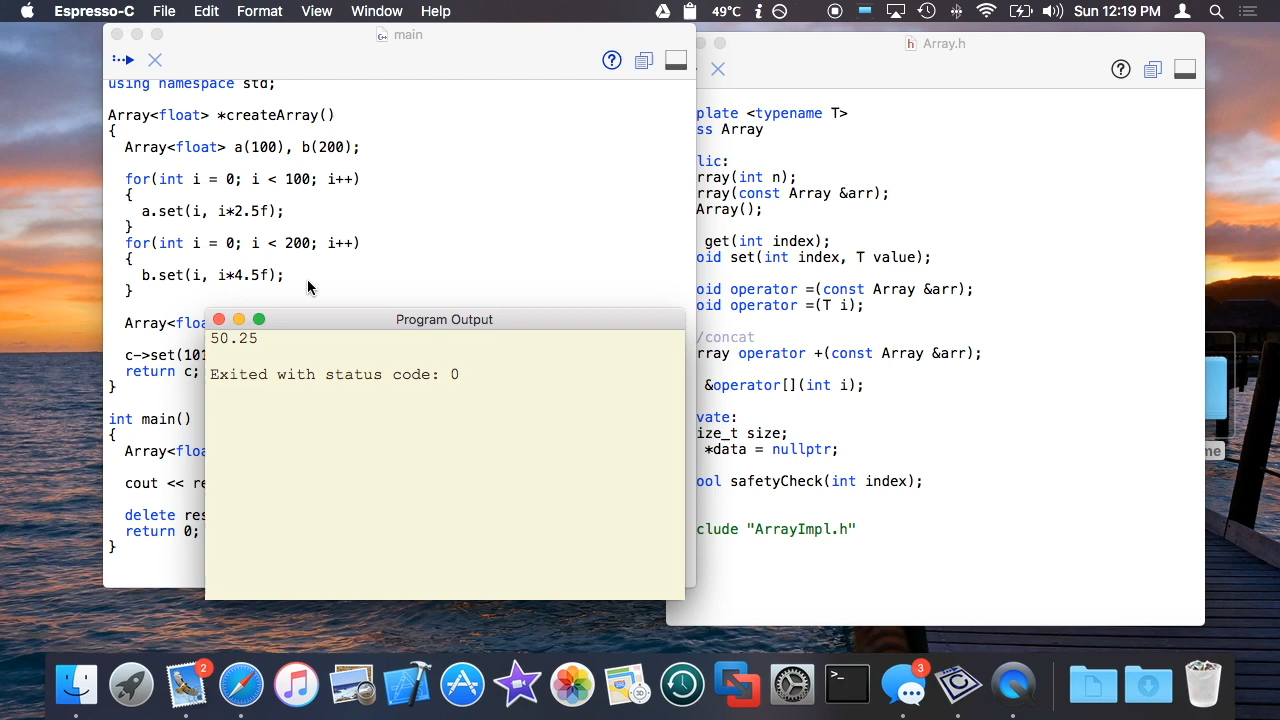 Espresso-C File Edit Format View Window Help 49°C Sun 12:19 PM
main
using namespace std;
Array<float> *createArray()
{
Array<float> a(100), b(200);
for(int i = 0; i < 100; i++)
{
a.set(i, i*2.5f);
}
for(int i = 0; i < 200; i++)
{
b.set(i, i*4.5f);
}
Array<floa
c->set(101
return c;
}
int main()
{
Array<floa
cout << re
delete res
return 0;
}
Program Output
50.25
Exited with status code: 0
Array.h
plate <typename T>
ss Array
lic:
rray(int n);
rray(const Array &arr);
Array();
get(int index);
oid set(int index, T value);
oid operator =(const Array &arr);
oid operator =(T i);
/concat
rray operator +(const Array &arr);
&operator[](int i);
vate:
ize_t size;
*data = nullptr;
ool safetyCheck(int index);
clude "ArrayImpl.h"
me
2
3